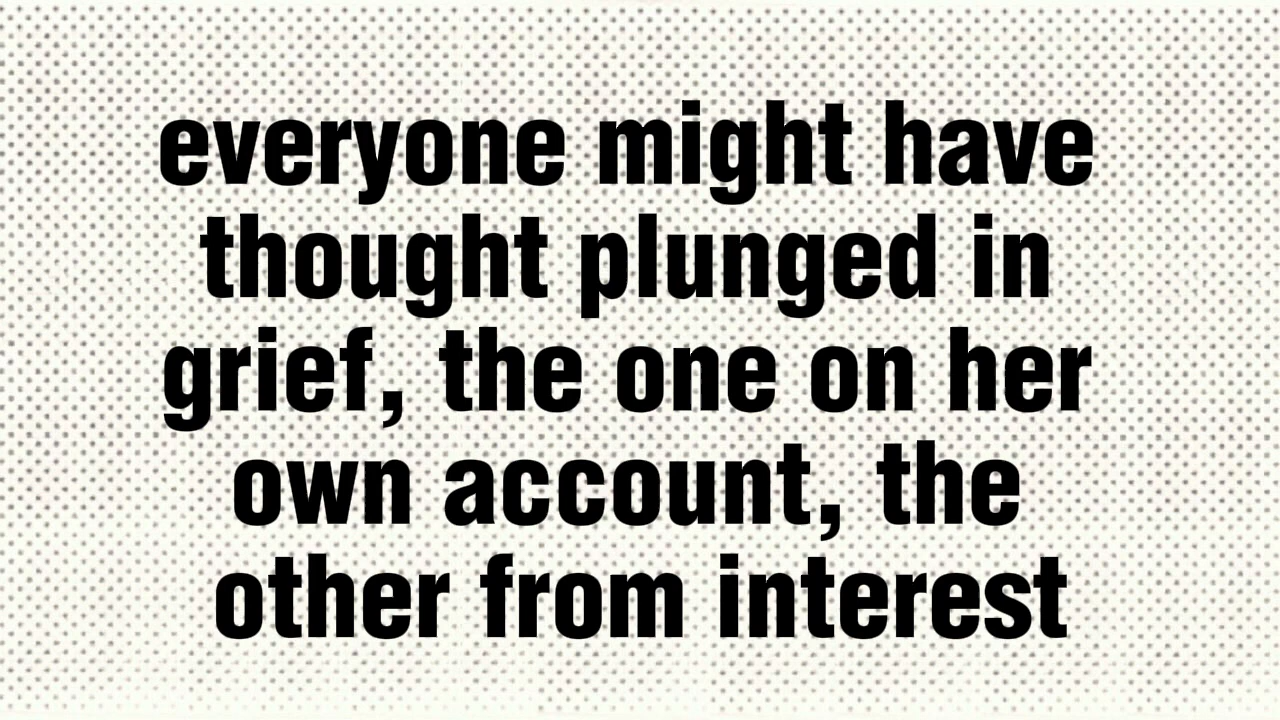 everyone might have
thought plunged in
grief, the one on her
own account, the
other from interest